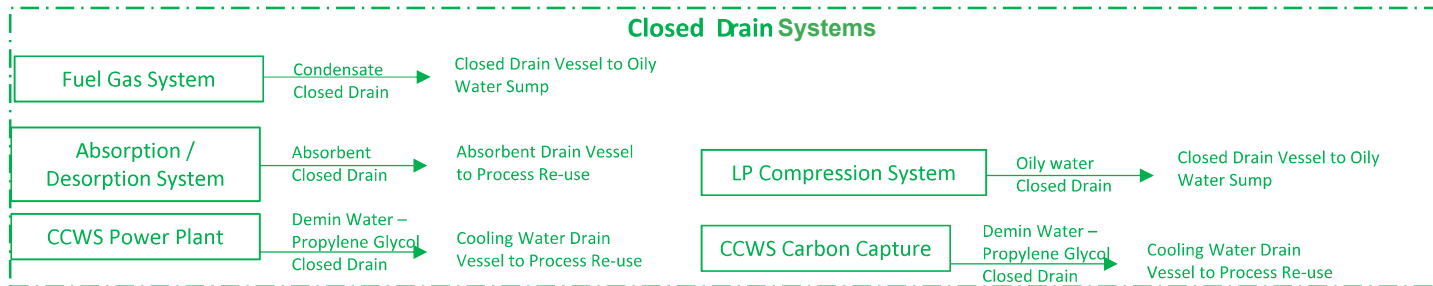 Closed Drain Systems
Fuel Gas System
Condensate
Closed Drain
Closed Drain Vessel to Oily
Water Sump
Absorption /
Desorption System
Absorbent
Closed Drain
Absorbent Drain Vessel
to Process Re-use
LP Compression System
Oily water
Closed Drain
Closed Drain Vessel to Oily
Water Sump
CCWS Power Plant
Demin Water –
Propylene Glycol
Closed Drain
Cooling Water Drain
Vessel to Process Re-use
CCWS Carbon Capture
Demin Water –
Propylene Glycol
Closed Drain
Cooling Water Drain
Vessel to Process Re-use